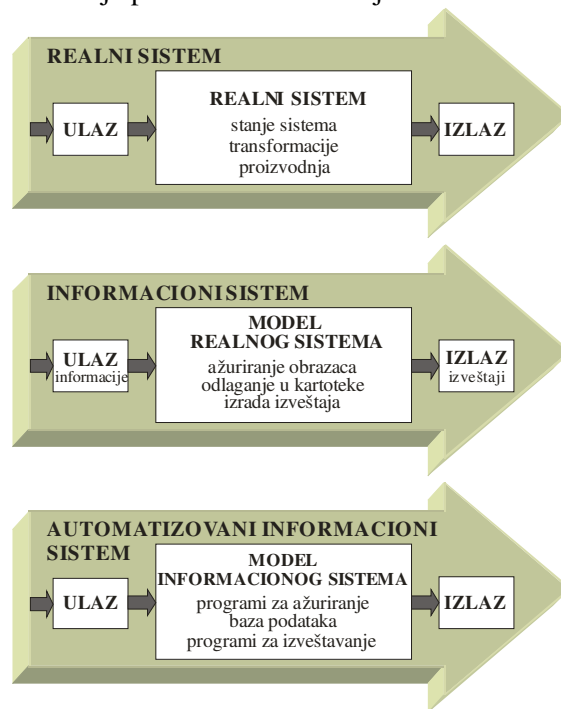 REALNI SISTEM
REALNI SISTEM
ULAZ
stanje sistema
transformacije
proizvodnja
IZLAZ
INFORMACIONI SISTEM
MODEL
REALNOG SISTEMA
ULAZ
informacije
ažuriranje obrazaca
odlaganje u kartoteke
izrada izveštaja
IZLAZ
izveštaji
AUTOMATIZOVANI INFORMACIONI
SISTEM
MODEL
INFORMACIONOG SISTEMA
ULAZ
programi za ažuriranje
baza podataka
programi za izveštavanje
IZLAZ